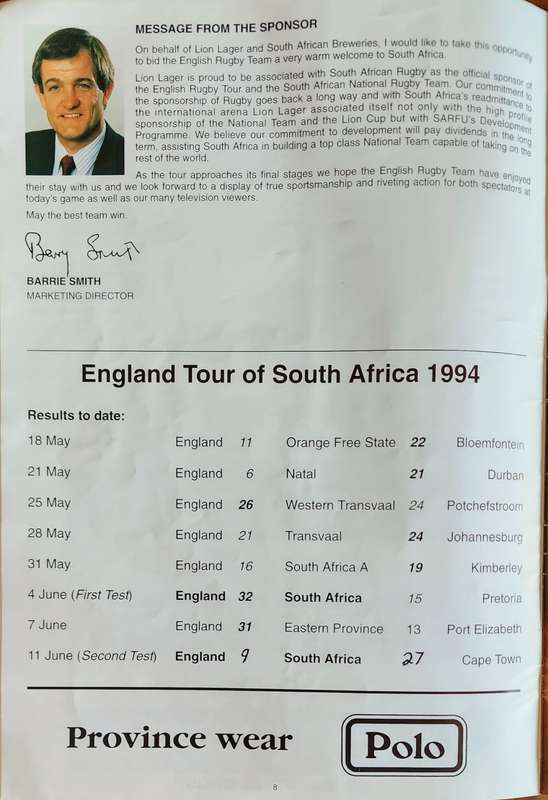 MESSAGE FROM THE SPONSOR
On behalf of Lion Lager and South African Breweries, I would like to take this opportunity
to bid the English Rugby Team a very warm welcome to South Africa.
Lion Lager is proud to be associated with South African Rugby as the official sponsor of
the English Rugby Tour and the South African National Rugby Team. Our commitment to
the sponsorship of Rugby goes back a long way and with South Africa's readmittance to
the international arena Lion Lager associated itself not only with the high profile
sponsorship of the National Team and the Lion Cup but with SARFU's Development
Programme. We believe our commitment to development will pay dividends in the long
term, assisting South Africa in building a top class National Team capable of taking on the
rest of the world.
As the tour approaches its final stages we hope the English Rugby Team have enjoyed
their stay with us and we look forward to a display of true sportsmanship and riveting action for both spectators at
today's game as well as our many television viewers.
May the best team win.
Barry Smith
BARRIE SMITH
MARKETING DIRECTOR
England Tour of South Africa 1994
Results to date:
18 May England 11 Orange Free State 22 Bloemfontein
21 May England 6 Natal 21 Durban
25 May England 26 Western Transvaal 24 Potchefstroom
28 May England 21 Transvaal 24 Johannesburg
31 May England 16 South Africa A 19 Kimberley
4 June (First Test) England 32 South Africa 15 Pretoria
7 June England 31 Eastern Province 13 Port Elizabeth
11 June (Second Test) England 9 South Africa 27 Cape Town
Province wear Polo
8